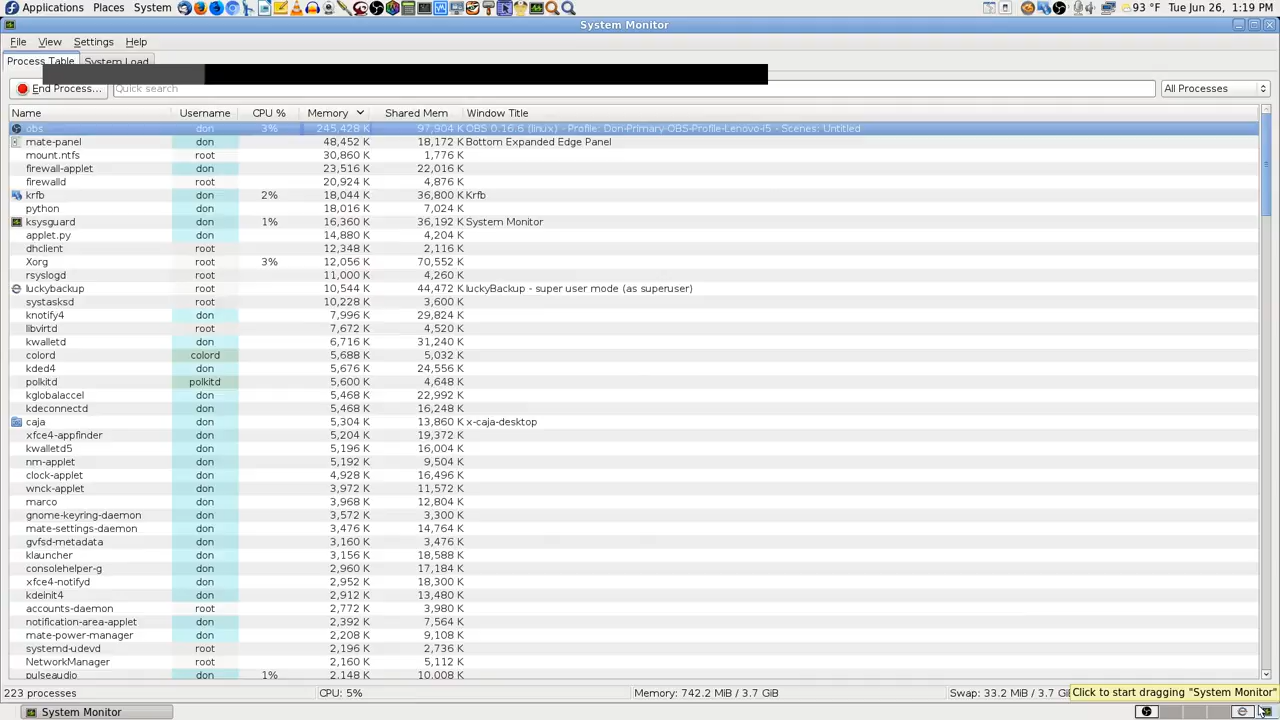 Applications Places System 93 °F Tue Jun 26, 1:19 PM
System Monitor
File View Settings Help
Process Table System Load
End Process... Quick search All Processes
Name Username CPU % Memory Shared Mem Window Title
obs don 3% 245,428 K 97,904 K OBS 0.16.6 (linux) - Profile: Don-Primary-OBS-Profile-Lenovo-i5 - Scenes: Untitled
mate-panel don 48,452 K 18,172 K Bottom Expanded Edge Panel
mount.ntfs root 30,860 K 1,776 K
firewall-applet don 23,516 K 22,016 K
firewalld root 20,924 K 4,876 K
krfb don 2% 18,044 K 36,800 K Krfb
python don 18,016 K 7,024 K
ksysguard don 1% 16,360 K 36,192 K System Monitor
applet.py don 14,880 K 4,204 K
dhclient root 12,348 K 2,116 K
Xorg root 3% 12,056 K 70,552 K
rsyslogd root 11,000 K 4,260 K
luckybackup root 10,544 K 44,472 K luckyBackup - super user mode (as superuser)
systasksd root 10,228 K 3,600 K
knotify4 don 7,996 K 29,824 K
libvirtd root 7,672 K 4,520 K
kwalletd don 6,716 K 31,240 K
colord colord 5,688 K 5,032 K
kded4 don 5,676 K 24,556 K
polkitd polkitd 5,600 K 4,648 K
kglobalaccel don 5,468 K 22,992 K
kdeconnectd don 5,468 K 16,248 K
caja don 5,304 K 13,860 K x-caja-desktop
xfce4-appfinder don 5,204 K 19,372 K
kwalletd5 don 5,196 K 16,004 K
nm-applet don 5,192 K 9,504 K
clock-applet don 4,928 K 16,496 K
wnck-applet don 3,972 K 11,572 K
marco don 3,968 K 12,804 K
gnome-keyring-daemon don 3,572 K 3,300 K
mate-settings-daemon don 3,476 K 14,764 K
gvfsd-metadata don 3,160 K 542 K
klauncher don 3,156 K 18,588 K
consolehelper-g don 2,960 K 17,184 K
xfce4-notifyd don 2,952 K 18,300 K
kdeinit4 don 2,912 K 13,480 K
accounts-daemon root 2,772 K 3,980 K
notification-area-applet don 2,392 K 7,564 K
mate-power-manager don 2,208 K 9,108 K
systemd-udevd root 2,196 K 2,736 K
NetworkManager root 2,160 K 5,112 K
pulseaudio don 1% 2,148 K 10,008 K
223 processes CPU: 5% Memory: 742.2 MiB / 3.7 GiB Swap: 33.2 MiB / 3.7 Gi
Click to start dragging "System Monitor"
System Monitor